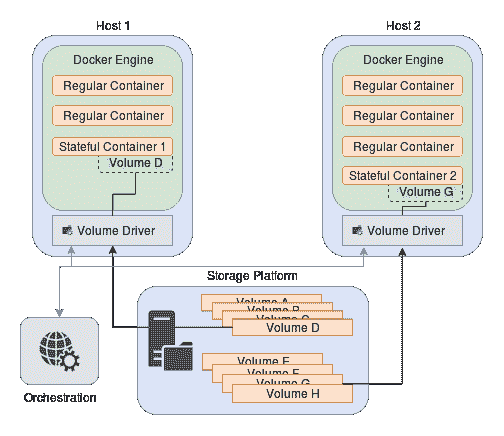 Host 1
Docker Engine
Regular Container
Regular Container
Stateful Container 1
Volume D
Volume Driver
Host 2
Docker Engine
Regular Container
Regular Container
Regular Container
Stateful Container 2
Volume G
Volume Driver
Storage Platform
Volume A
Volume B
Volume C
Volume D
Volume E
Volume F
Volume G
Volume H
Orchestration